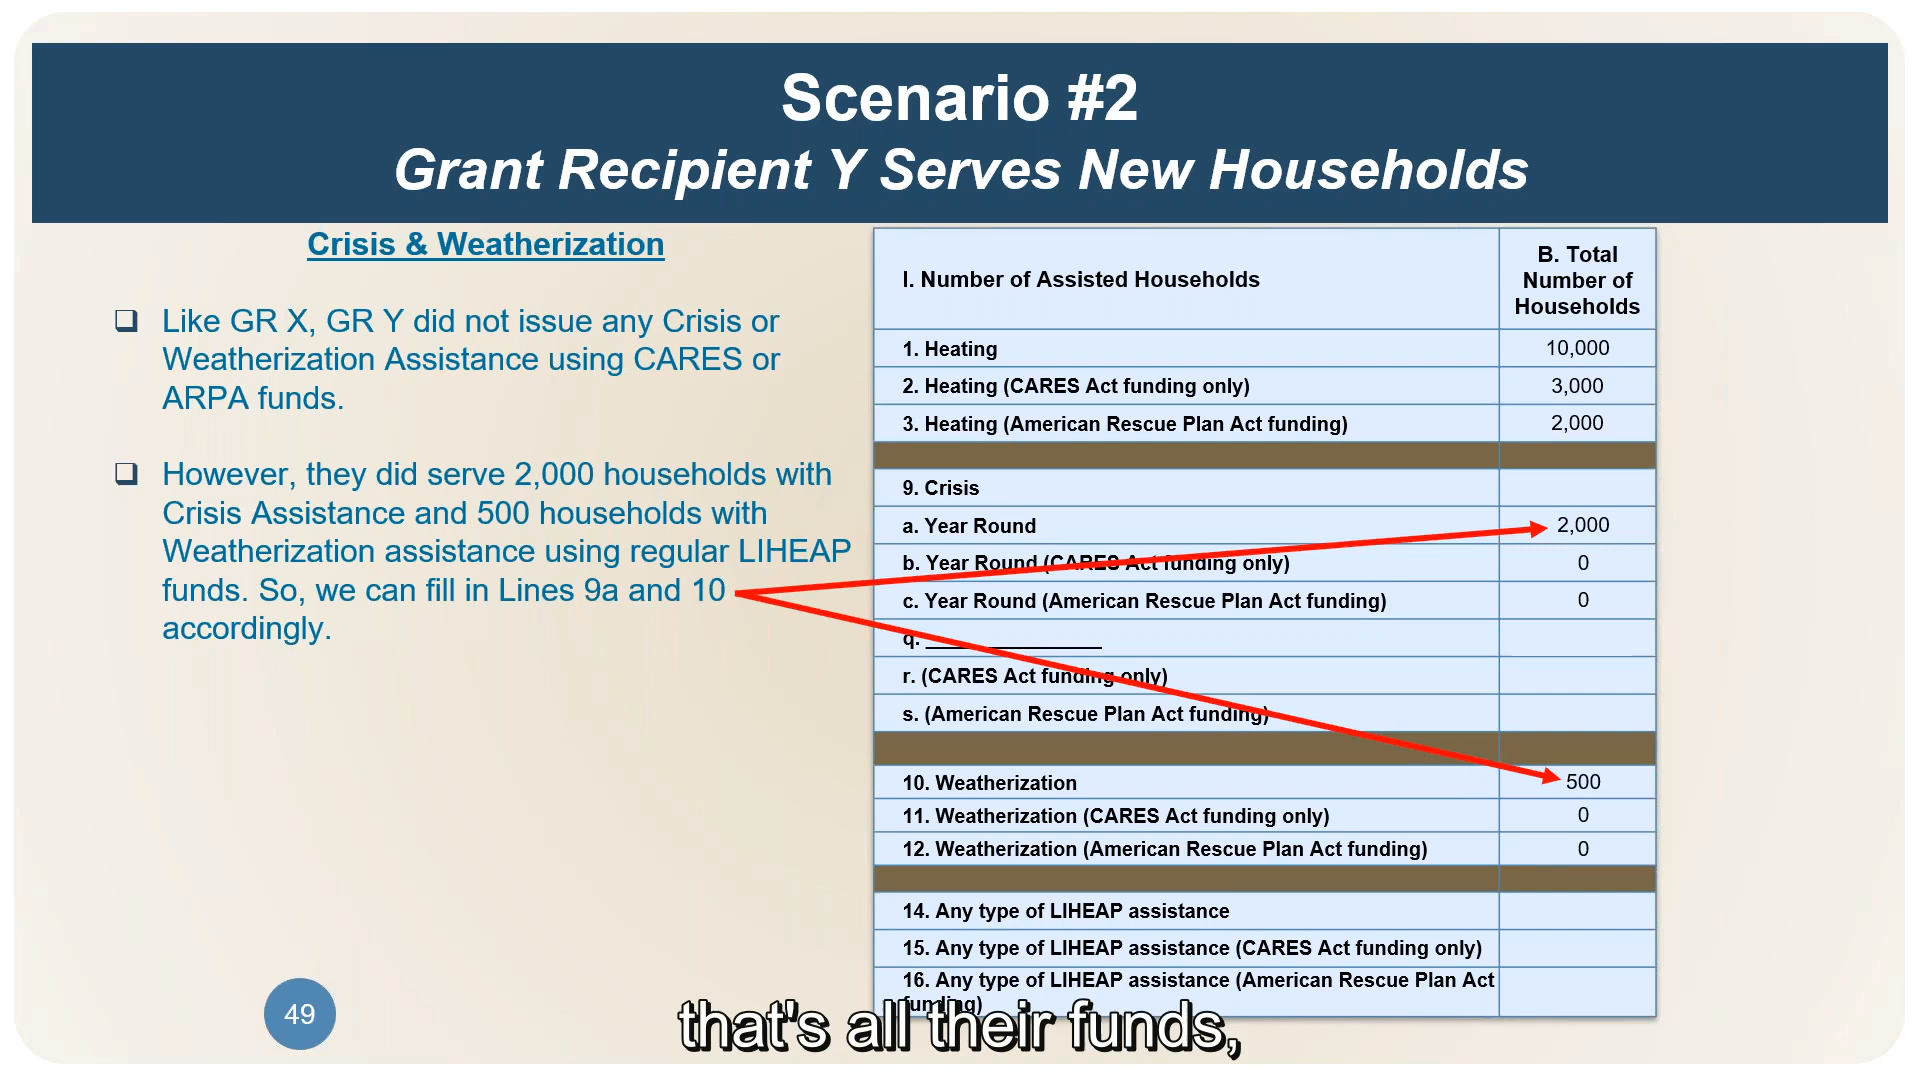 Scenario #2
Grant Recipient Y Serves New Households
Crisis & Weatherization
Like GR X, GR Y did not issue any Crisis or
Weatherization Assistance using CARES or
ARPA funds.
However, they did serve 2,000 households with
Crisis Assistance and 500 households with
Weatherization assistance using regular LIHEAP
funds. So, we can fill in Lines 9a and 10
accordingly.
I. Number of Assisted Households
B. Total
Number of
Households
1. Heating 10,000
2. Heating (CARES Act funding only) 3,000
3. Heating (American Rescue Plan Act funding) 2,000
9. Crisis
a. Year Round 2,000
b. Year Round (CARES Act funding only) 0
c. Year Round (American Rescue Plan Act funding) 0
q. ________________
r. (CARES Act funding only)
s. (American Rescue Plan Act funding)
10. Weatherization 500
11. Weatherization (CARES Act funding only) 0
12. Weatherization (American Rescue Plan Act funding) 0
14. Any type of LIHEAP assistance
15. Any type of LIHEAP assistance (CARES Act funding only)
16. Any type of LIHEAP assistance (American Rescue Plan Act
funding)
49
that's all their funds,